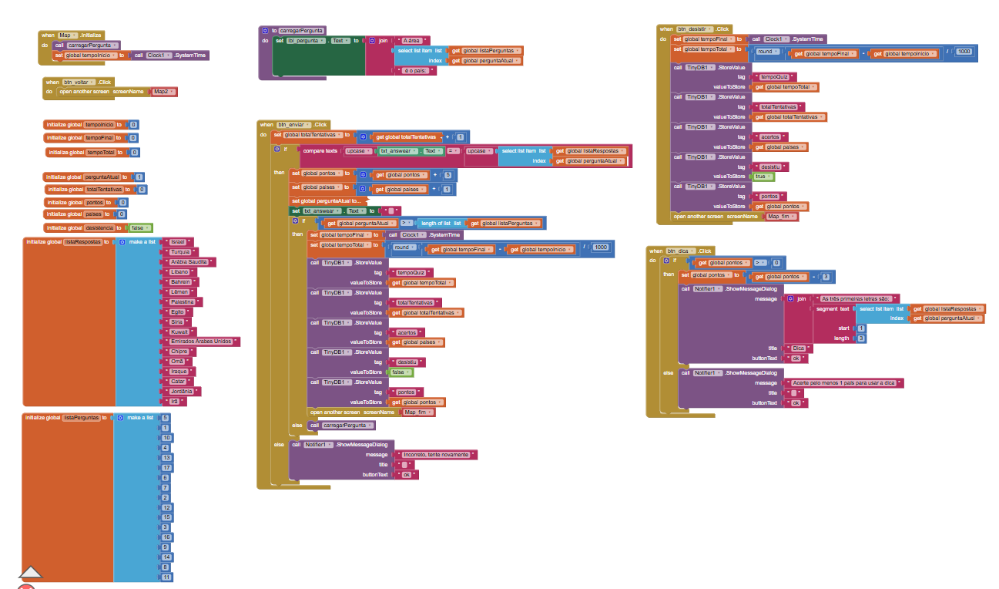 when Map .Initialize
do call carregarPergunta
set global tempoInicio to call Clock1 .SystemTime
when btn_voltar .Click
do open another screen screenName " Map2 "
initialize global tempoInicio to 0
initialize global tempoFinal to 0
initialize global tempoTotal to 0
initialize global perguntaAtual to 1
initialize global totalTentativas to 0
initialize global pontos to 0
initialize global paises to 0
initialize global desistencia to false
initialize global listaRespostas to make a list " Israel "
" Turquia "
" Arábia Saudita "
" Líbano "
" Bahrein "
" Lâmen "
" Palestina "
" Egito "
" Síria "
" Kuwait "
" Emirados Árabes Unidos "
" Chipre "
" Omã "
" Iraque "
" Catar "
" Jordânia "
" Irã "
initialize global listaPerguntas to make a list 5
1
10
4
13
17
6
7
2
12
15
3
16
9
14
8
11
to carregarPergunta
do set lbl_pergunta . Text to join " A área "
select list item list get global listaPerguntas
index get global perguntaAtual
" é o país: "
when btn_enviar .Click
do set global totalTentativas to get global totalTentativas + 1
if compare texts upcase txt_answear . Text = upcase select list item list get global listaRespostas
index get global perguntaAtual
then set global pontos to get global pontos + 5
set global paises to get global paises + 1
set global perguntaAtual to...
set txt_answear . Text to " "
if get global perguntaAtual > length of list list get global listaPerguntas
then set global tempoFinal to call Clock1 .SystemTime
set global tempoTotal to round get global tempoFinal - get global tempoInicio / 1000
call TinyDB1 .StoreValue
tag " tempoQuiz "
valueToStore get global tempoTotal
call TinyDB1 .StoreValue
tag " totalTentativas "
valueToStore get global totalTentativas
call TinyDB1 .StoreValue
tag " acertos "
valueToStore get global paises
call TinyDB1 .StoreValue
tag " desistiu "
valueToStore false
call TinyDB1 .StoreValue
tag " pontos "
valueToStore get global pontos
open another screen screenName " Map_fim "
else call carregarPergunta
else call Notifier1 .ShowMessageDialog
message " Incorreto, tente novamente "
title " "
buttonText " ok "
when btn_desistir .Click
do set global tempoFinal to call Clock1 .SystemTime
set global tempoTotal to round get global tempoFinal - get global tempoInicio / 1000
call TinyDB1 .StoreValue
tag " tempoQuiz "
valueToStore get global tempoTotal
call TinyDB1 .StoreValue
tag " totalTentativas "
valueToStore get global totalTentativas
call TinyDB1 .StoreValue
tag " acertos "
valueToStore get global paises
call TinyDB1 .StoreValue
tag " desistiu "
valueToStore true
call TinyDB1 .StoreValue
tag " pontos "
valueToStore get global pontos
open another screen screenName " Map_fim "
when btn_dica .Click
do if get global pontos > 0
then set global pontos to get global pontos - 3
call Notifier1 .ShowMessageDialog
message join " As três primeiras letras são: "
segment text select list item list get global listaRespostas
index get global perguntaAtual
start 1
length 3
title " Dica "
buttonText " ok "
else call Notifier1 .ShowMessageDialog
message " Acerte pelo menos 1 país para usar a dica "
title " "
buttonText " ok "